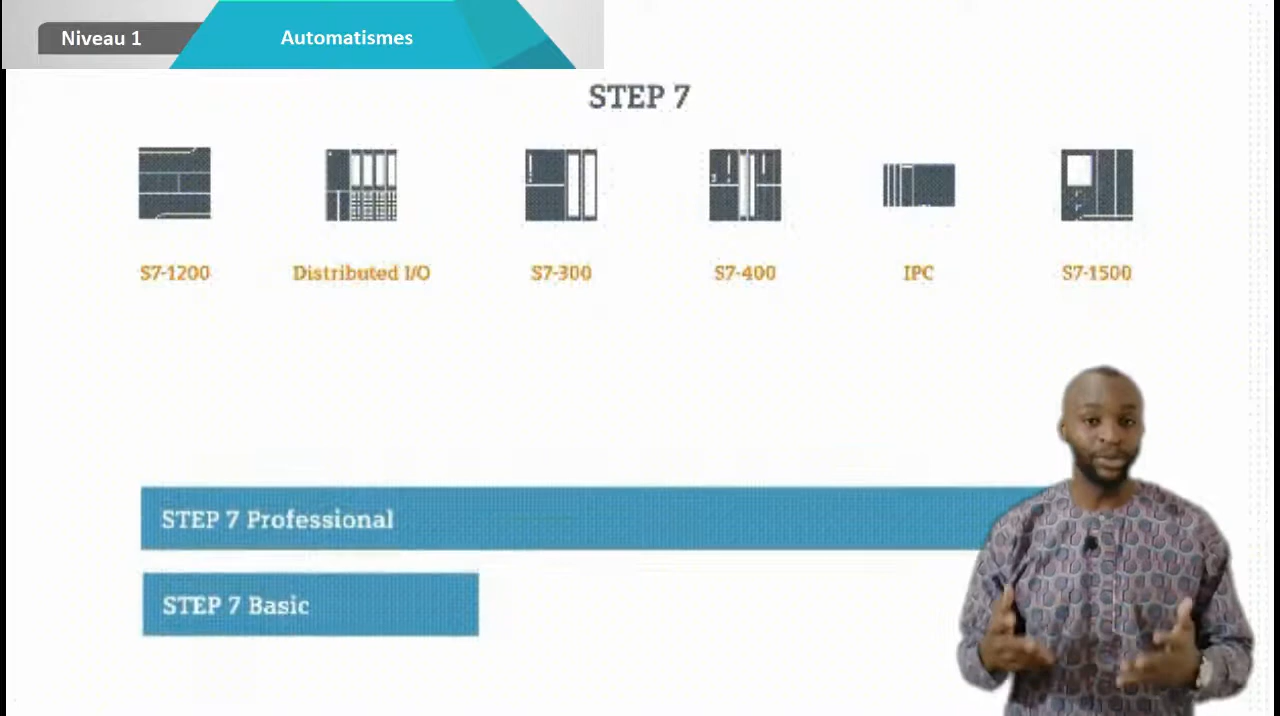 Niveau 1
Automatismes
STEP 7
S7-1200
Distributed I/O
S7-300
S7-400
IPC
S7-1500
STEP 7 Professional
STEP 7 Basic